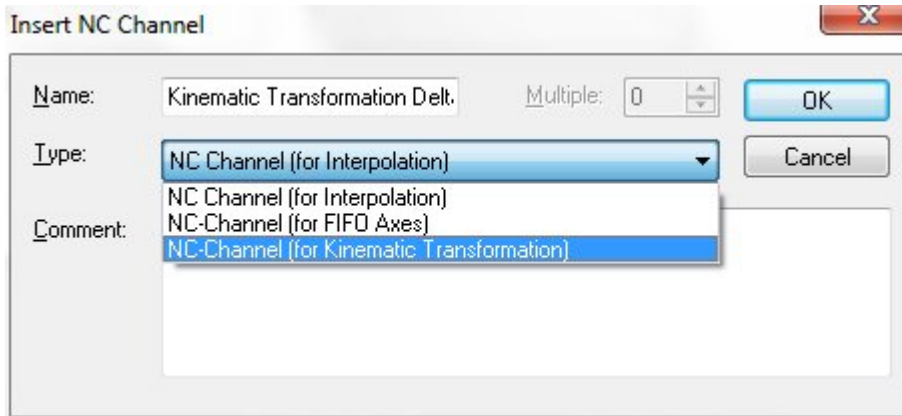 Insert NC Channel
Name: Kinematic Transformation Delt Multiple: 0 OK
Type: NC Channel (for Interpolation) Cancel
NC Channel (for Interpolation)
NC-Channel (for FIFO Axes)
Comment:
NC-Channel (for Kinematic Transformation)